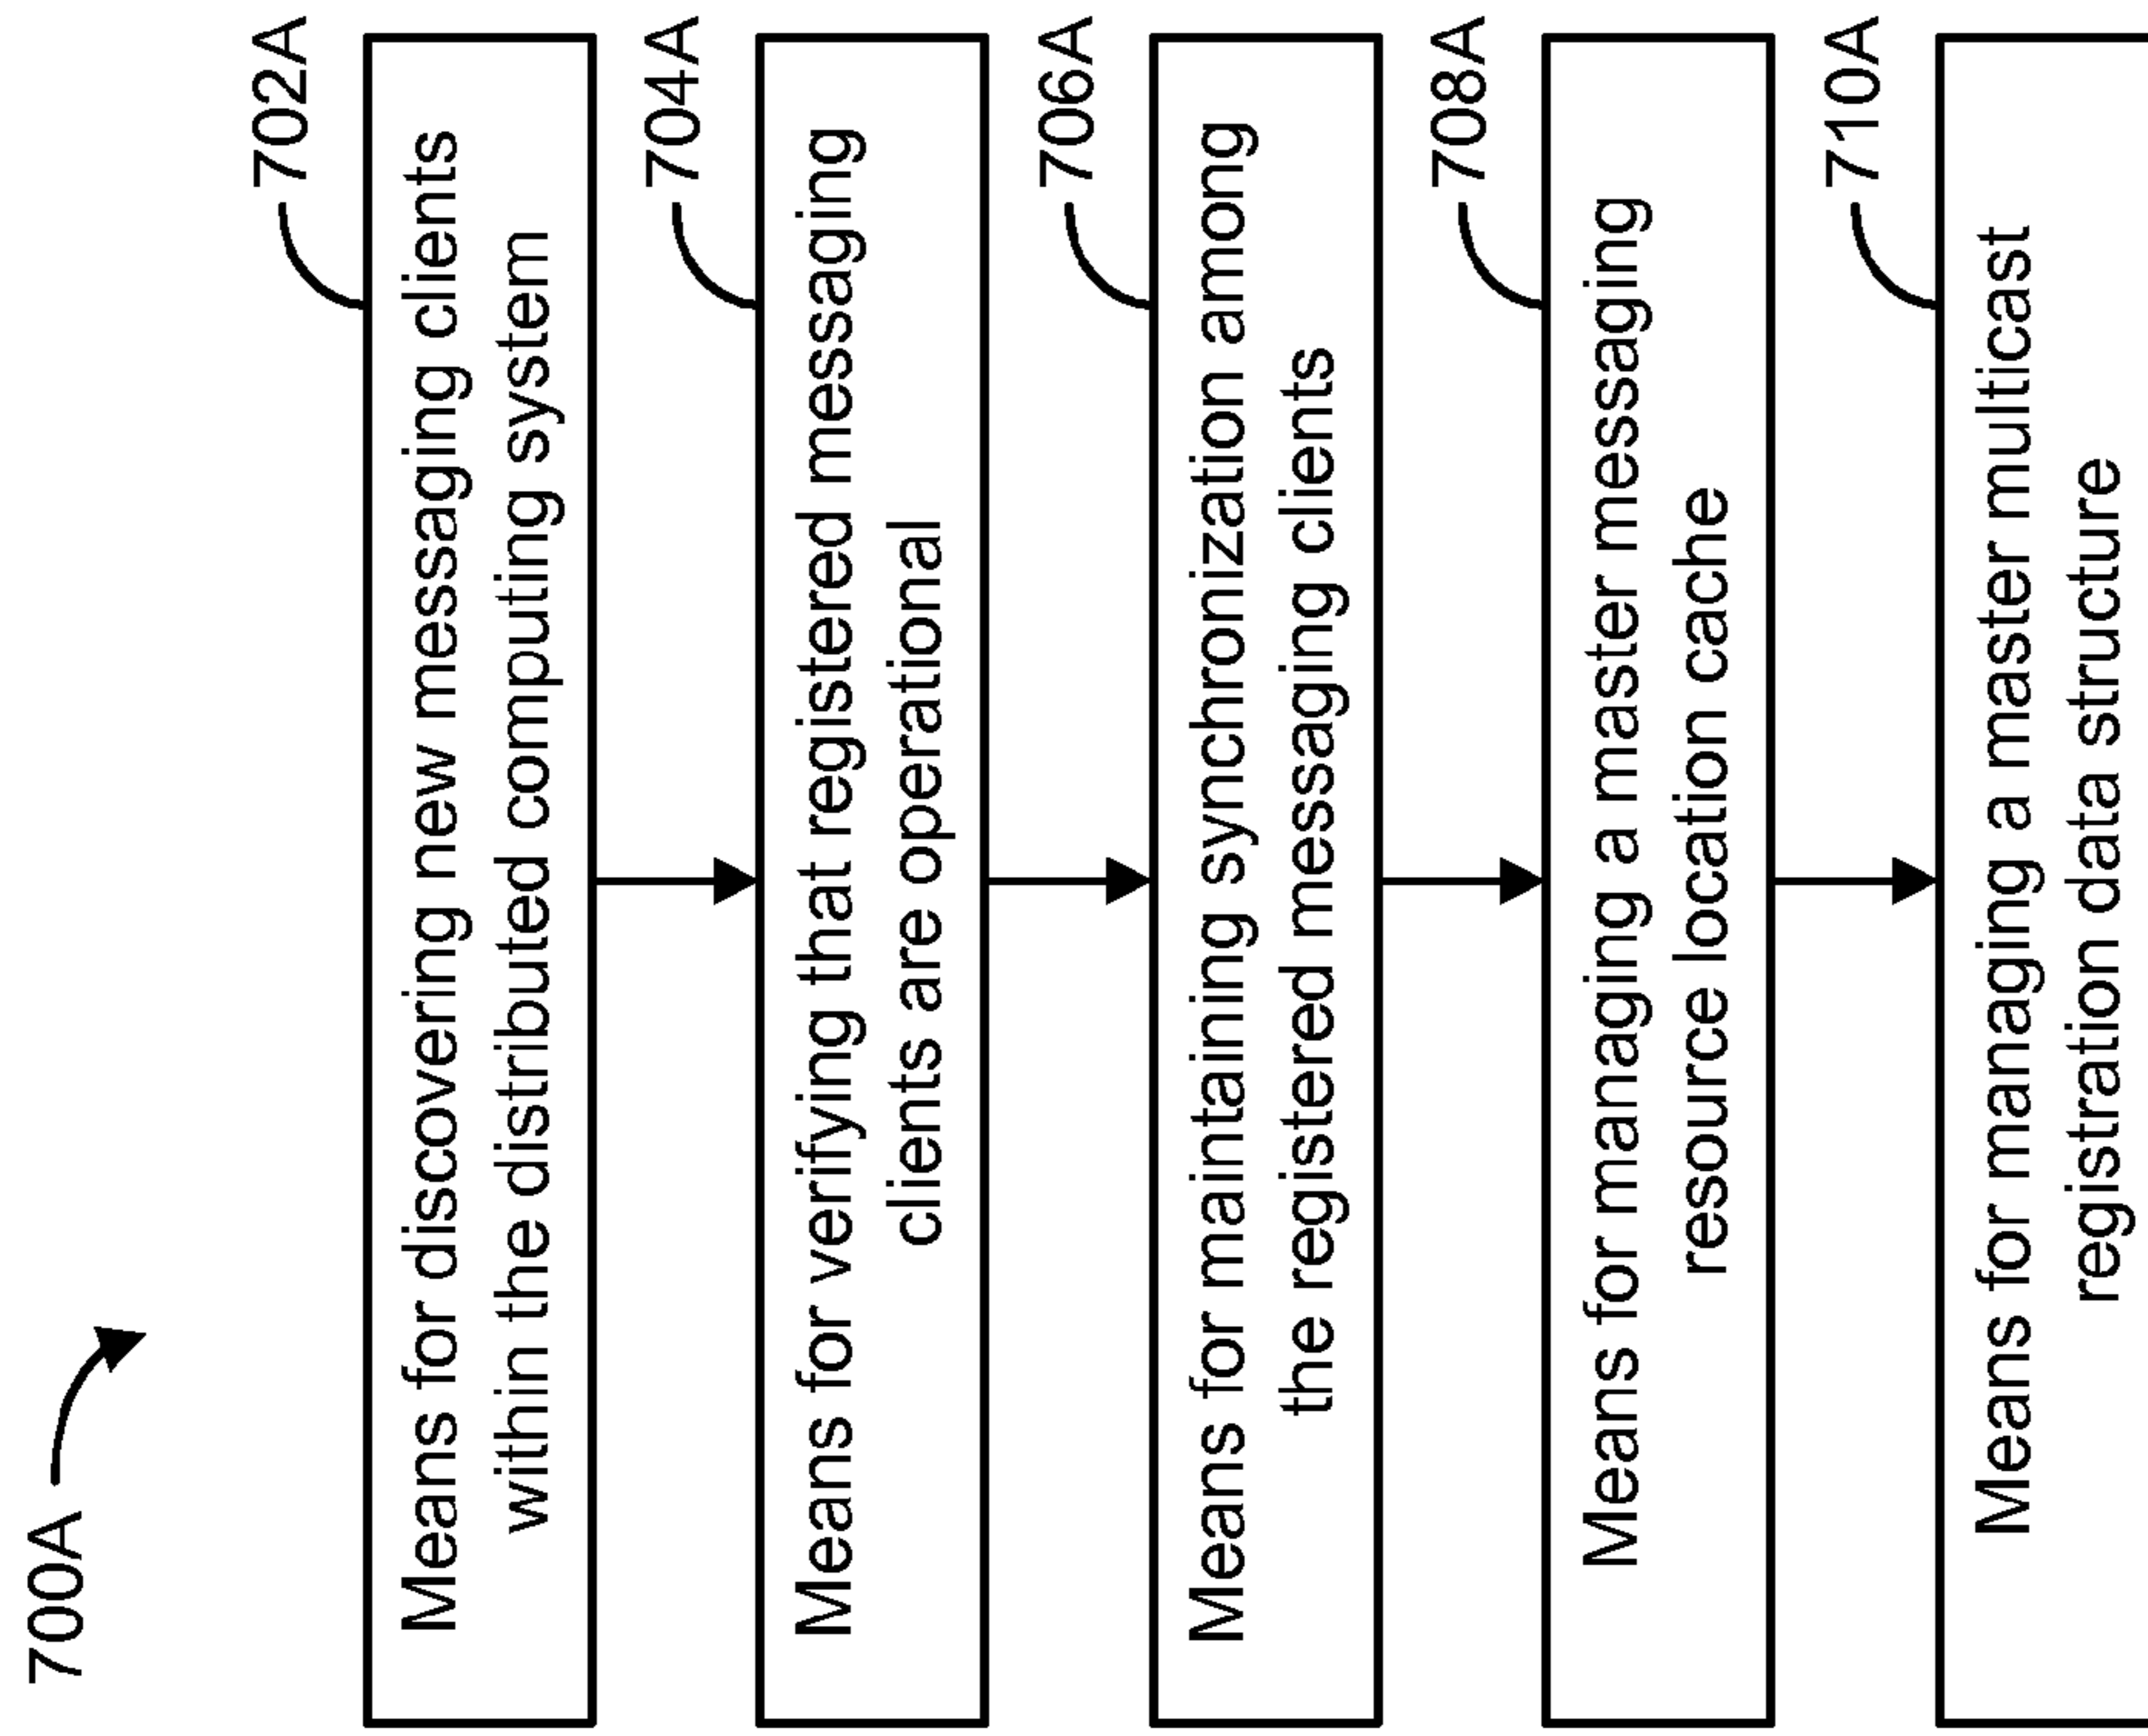 700A
702A
Means for discovering new messaging clients
within the distributed computing system
704A
Means for verifying that registered messaging
clients are operational
706A
Means for maintaining synchronization among
the registered messaging clients
708A
Means for managing a master messaging
resource location cache
710A
Means for managing a master multicast
registration data structure